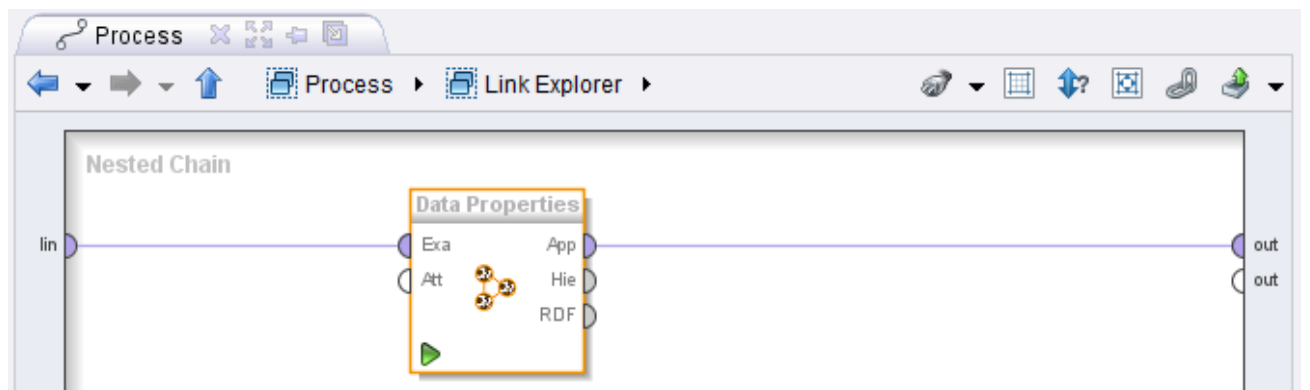 Process
Process Link Explorer
Nested Chain
Data Properties
lin Exa App out
Att Hie out
RDF